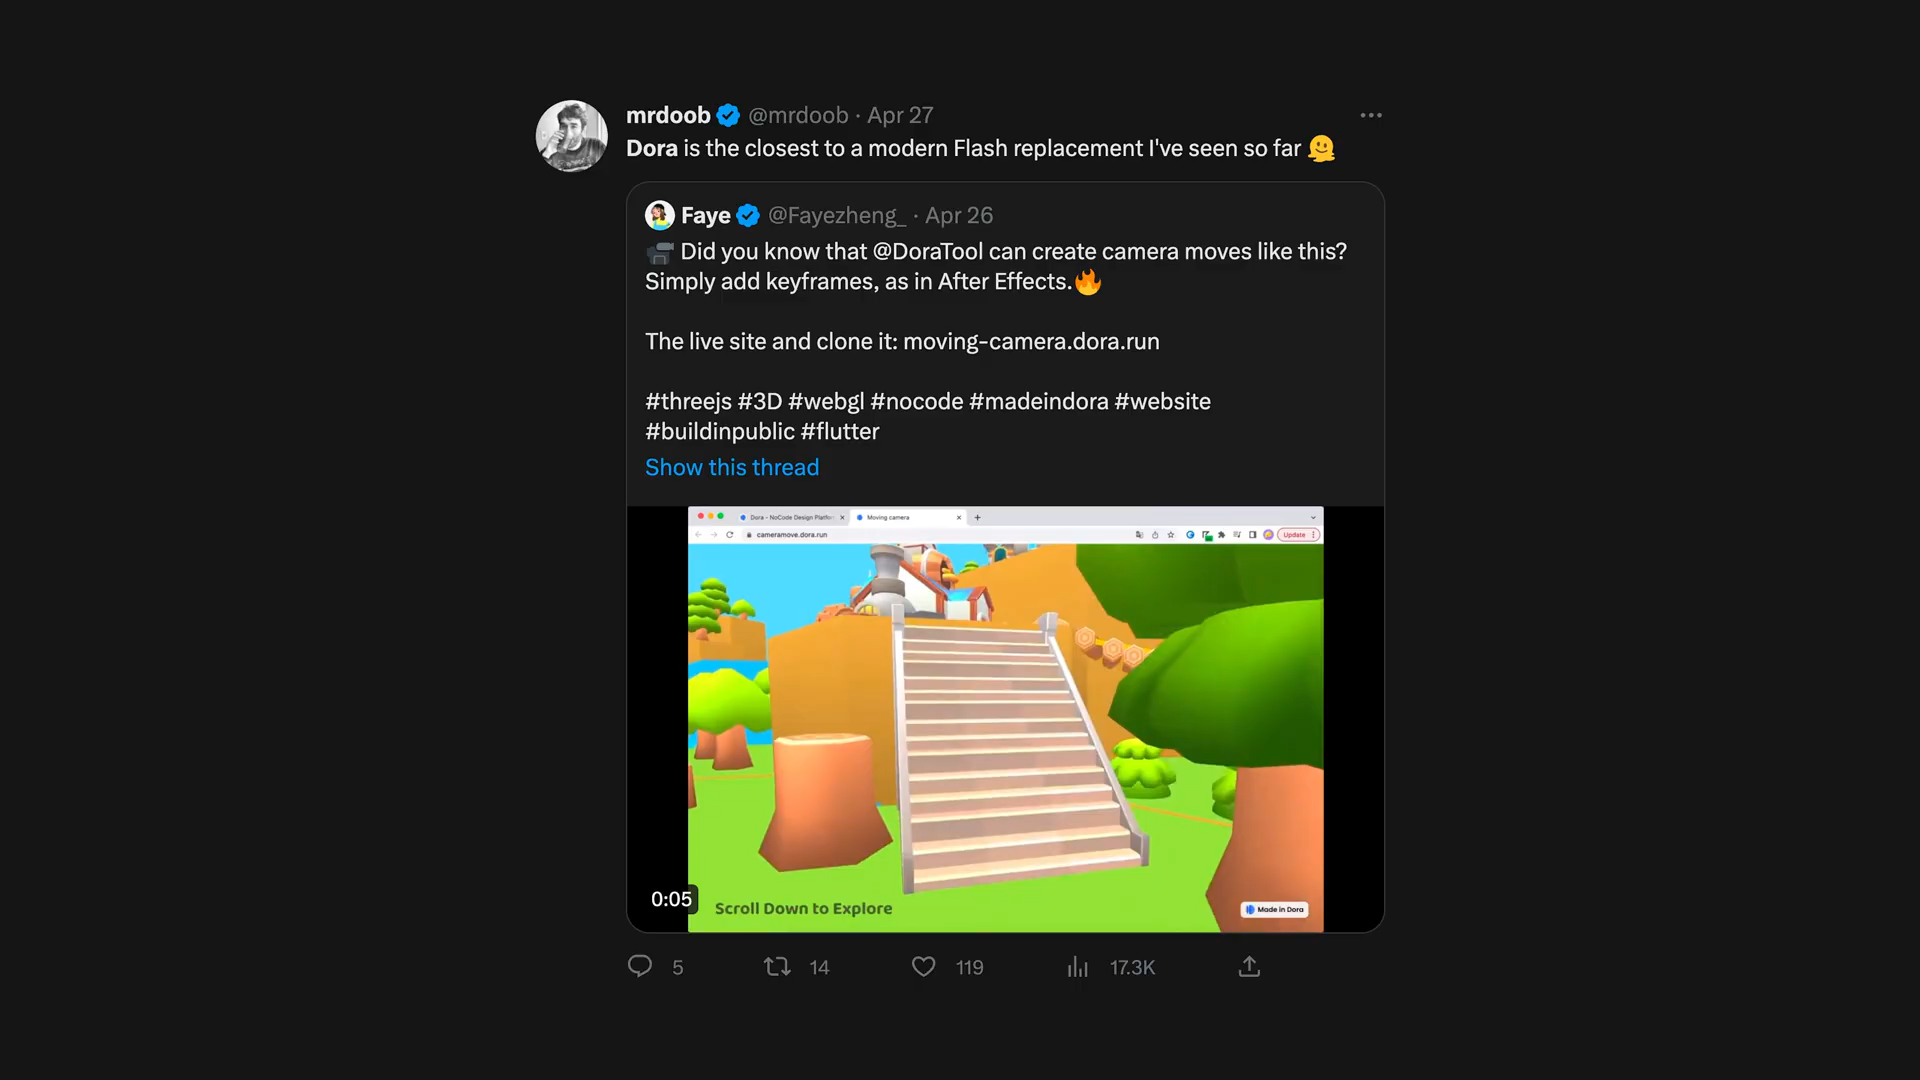 mrdoob @mrdoob · Apr 27
Dora is the closest to a modern Flash replacement I've seen so far 🫠
Faye @Fayezheng_ · Apr 26
🎥 Did you know that @DoraTool can create camera moves like this?
Simply add keyframes, as in After Effects.🔥
The live site and clone it: moving-camera.dora.run
#threejs #3D #webgl #nocode #madeindora #website
#buildinpublic #flutter
Show this thread
Dora - NoCode Design Platfor
Moving camera
cameramove.dora.run
Update
0:05
Scroll Down to Explore
Made in Dora
5 14 119 17.3K